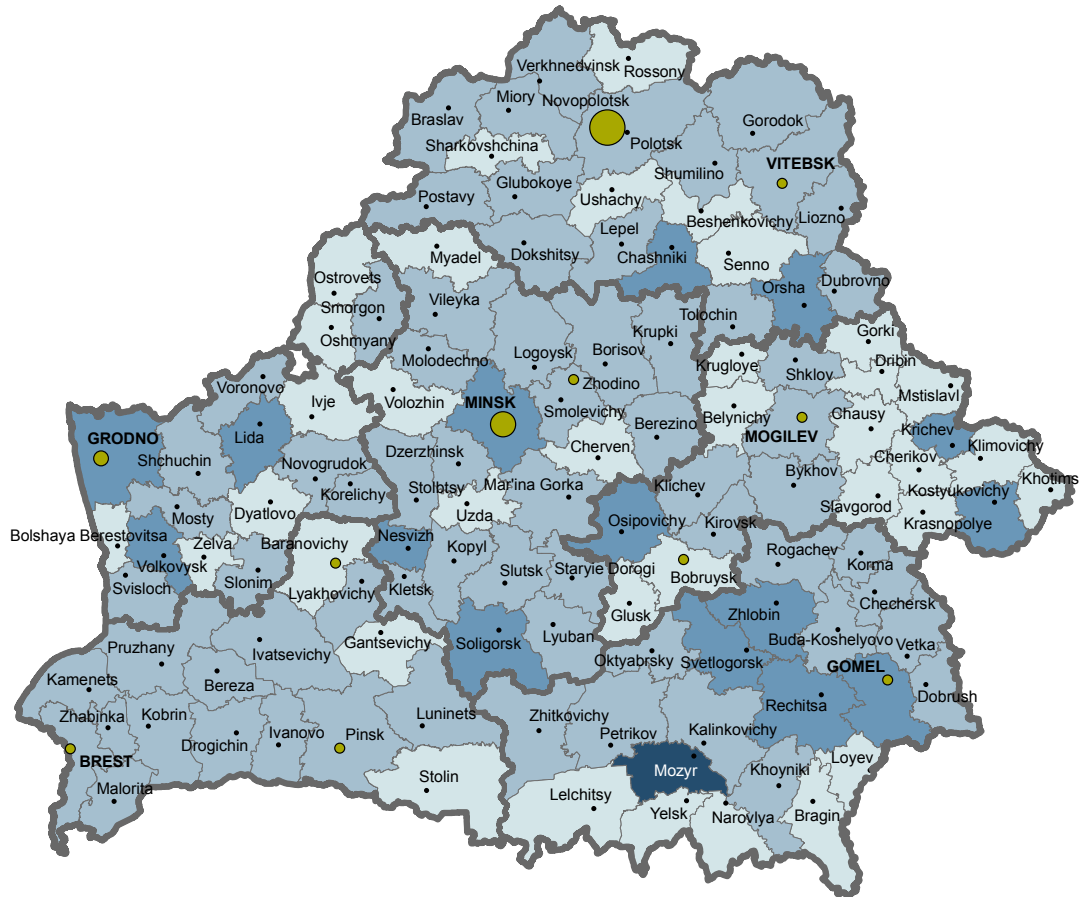 Verkhnedvinsk
Rossony
Miory
Novopolotsk
Braslav
Gorodok
Polotsk
Sharkovshchina
Shumilino
VITEBSK
Glubokoye
Postavy
Ushachy
Liozno
Beshenkovichy
Lepel
Dokshitsy
Chashniki
Senno
Myadel
Ostrovets
Orsha
Dubrovno
Smorgon
Vileyka
Tolochin
Oshmyany
Krupki
Gorki
Logoysk
Borisov
Molodechno
Krugloye
Shklov
Dribin
Voronovo
Zhodino
Mstislavl
Ivje
Volozhin
MINSK
Smolevichy
Belynichy
Chausy
Krichev
GRODNO
Lida
Berezino
MOGILEV
Cherven
Klimovichy
Shchuchin
Dzerzhinsk
Cherikov
Novogrudok
Bykhov
Khotims
Stolbtsy
Mar'ina Gorka
Klichev
Korelichy
Kostyukovichy
Slavgorod
Mosty
Dyatlovo
Uzda
Osipovichy
Kirovsk
Krasnopolye
Bolshaya Berestovitsa
Zelva
Baranovichy
Nesvizh
Kopyl
Rogachev
Volkovysk
Korma
Slonim
Slutsk
Staryie Dorogi
Bobruysk
Svisloch
Lyakhovichy
Kletsk
Chechersk
Glusk
Zhlobin
Gantsevichy
Soligorsk
Lyuban
Buda-Koshelyovo
Vetka
Pruzhany
Ivatsevichy
Oktyabrsky
Svetlogorsk
GOMEL
Kamenets
Bereza
Dobrush
Rechitsa
Zhabinka
Kobrin
Luninets
Zhitkovichy
Kalinkovichy
Drogichin
Ivanovo
Pinsk
Petrikov
BREST
Loyev
Mozyr
Khoyniki
Stolin
Malorita
Lelchitsy
Yelsk
Narovlya
Bragin